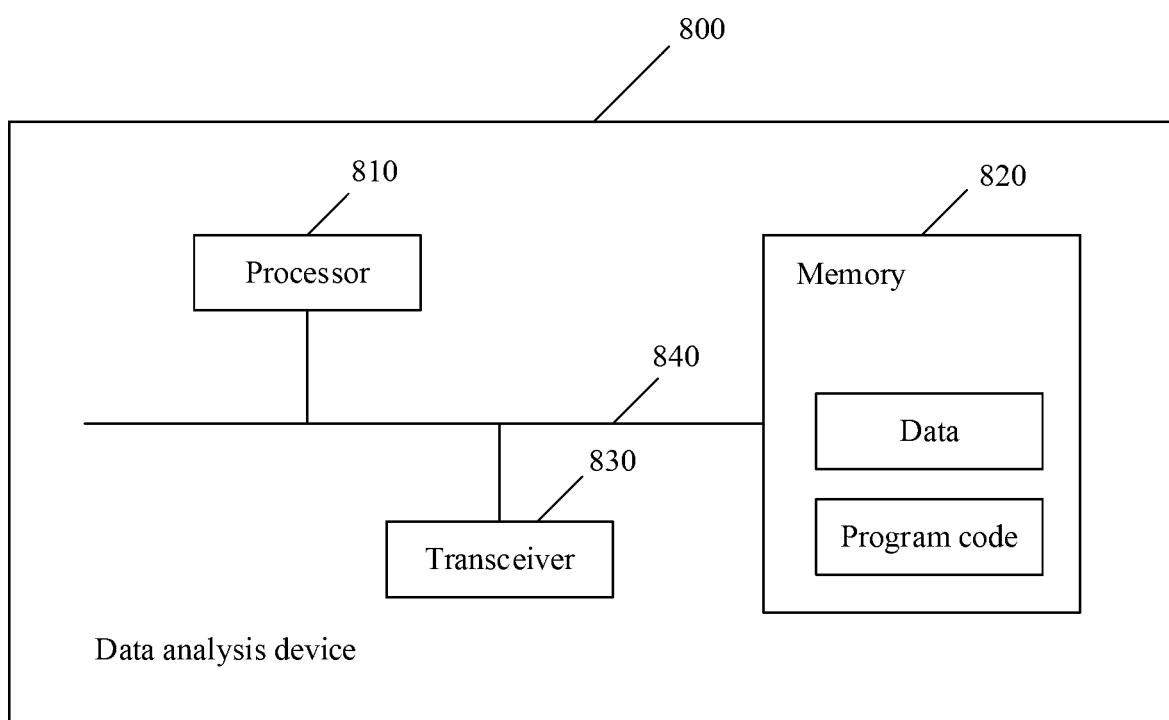 800
810
820
Processor
Memory
840
Data
830
Program code
Transceiver
Data analysis device